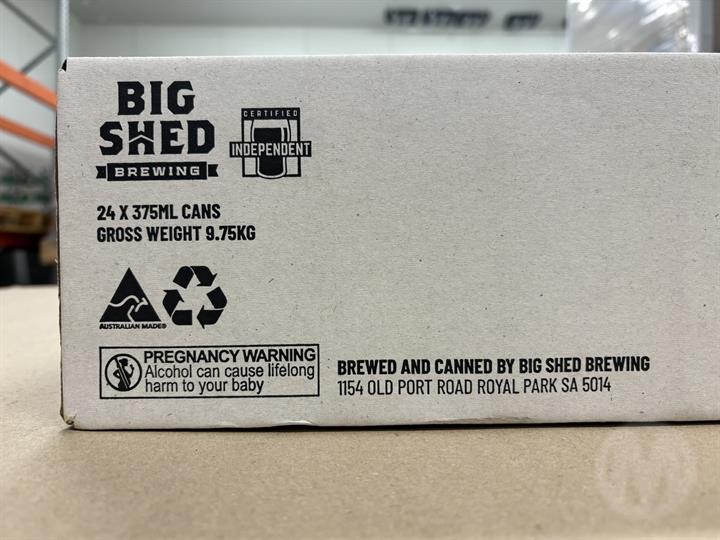 BIG
SHED
BREWING
CERTIFIED
INDEPENDENT
24 X 375ML CANS
GROSS WEIGHT 9.75KG
AUSTRALIAN MADE®
PREGNANCY WARNING
Alcohol can cause lifelong
harm to your baby
BREWED AND CANNED BY BIG SHED BREWING
1154 OLD PORT ROAD ROYAL PARK SA 5014
M